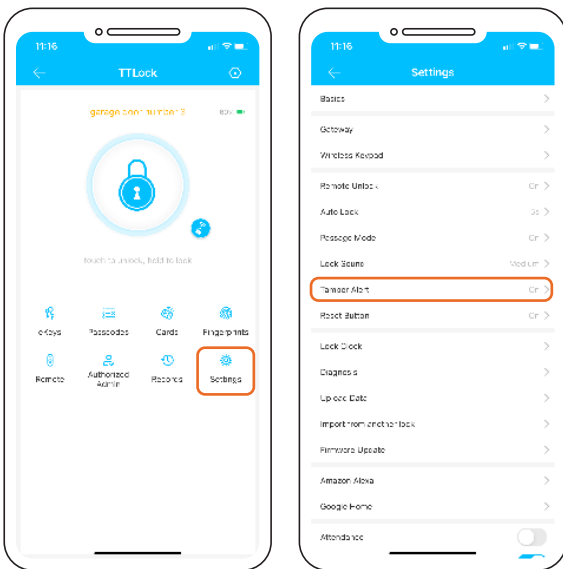 11:16
TTLock
garage door number 3
touch to unlock, hold to lock
eKeys
Passcodes
Cards
Fingerprints
Remote
Authorized
Admin
Records
Settings
11:16
Settings
Basics
Gateway
Wireless Keypad
Remote Unlock On
Auto Lock
Passage Mode On
Lock Sound Medium
Tamper Alert On
Reset Button On
Lock Clock
Diagnosis
Upload Data
Import from another lock
Firmware Update
Amazon Alexa
Google Home
Attendance